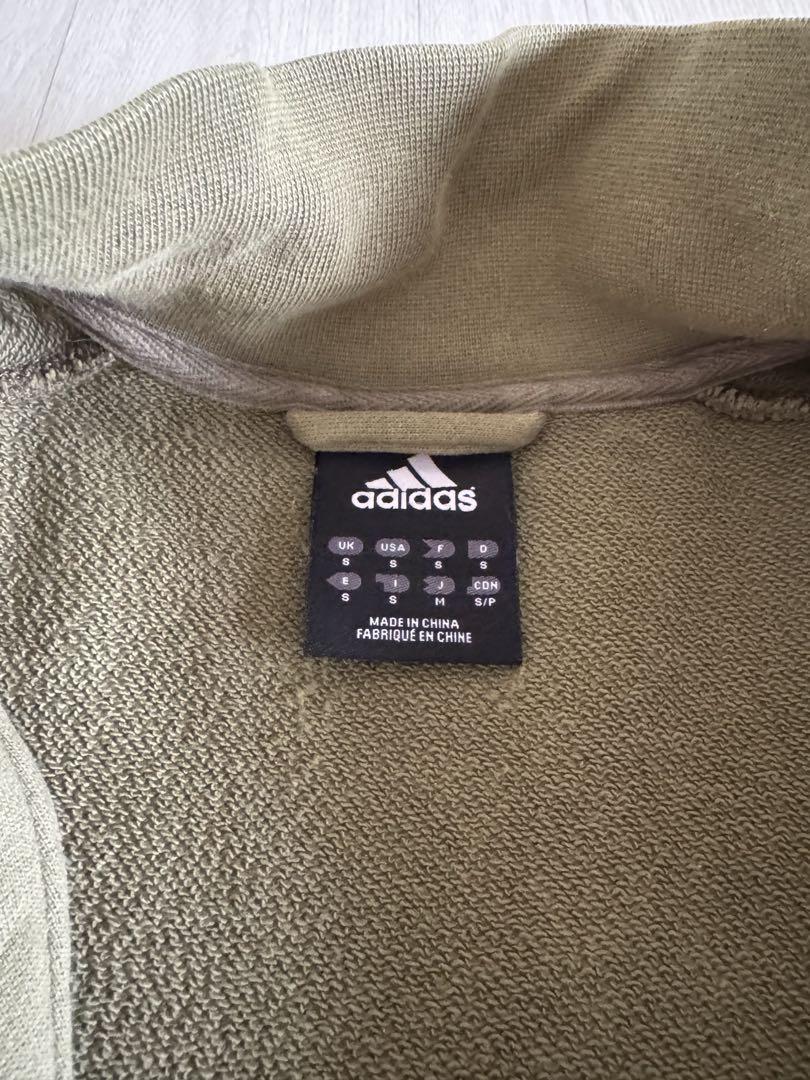 adidas
UK USA F D
S S S S
E I J CDN
S S M S/P
MADE IN CHINA
FABRIQUÉ EN CHINE